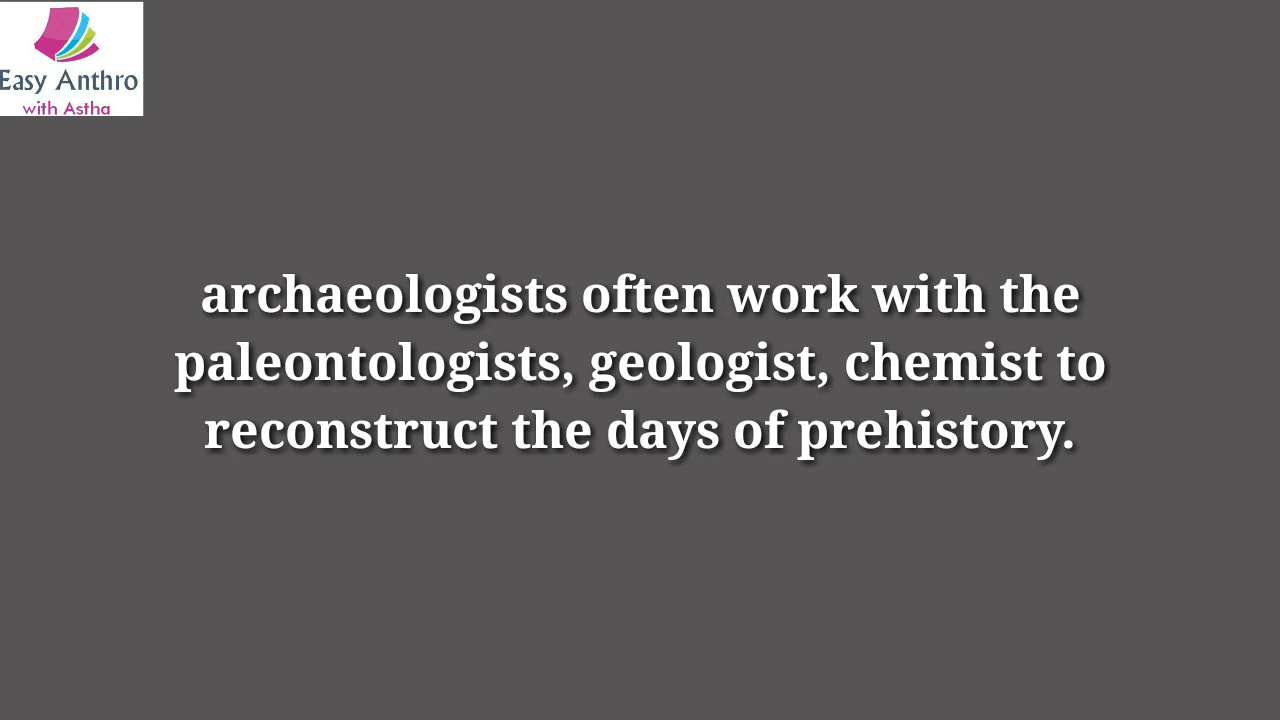 Easy Anthro
with Astha
archaeologists often work with the
paleontologists, geologist, chemist to
reconstruct the days of prehistory.